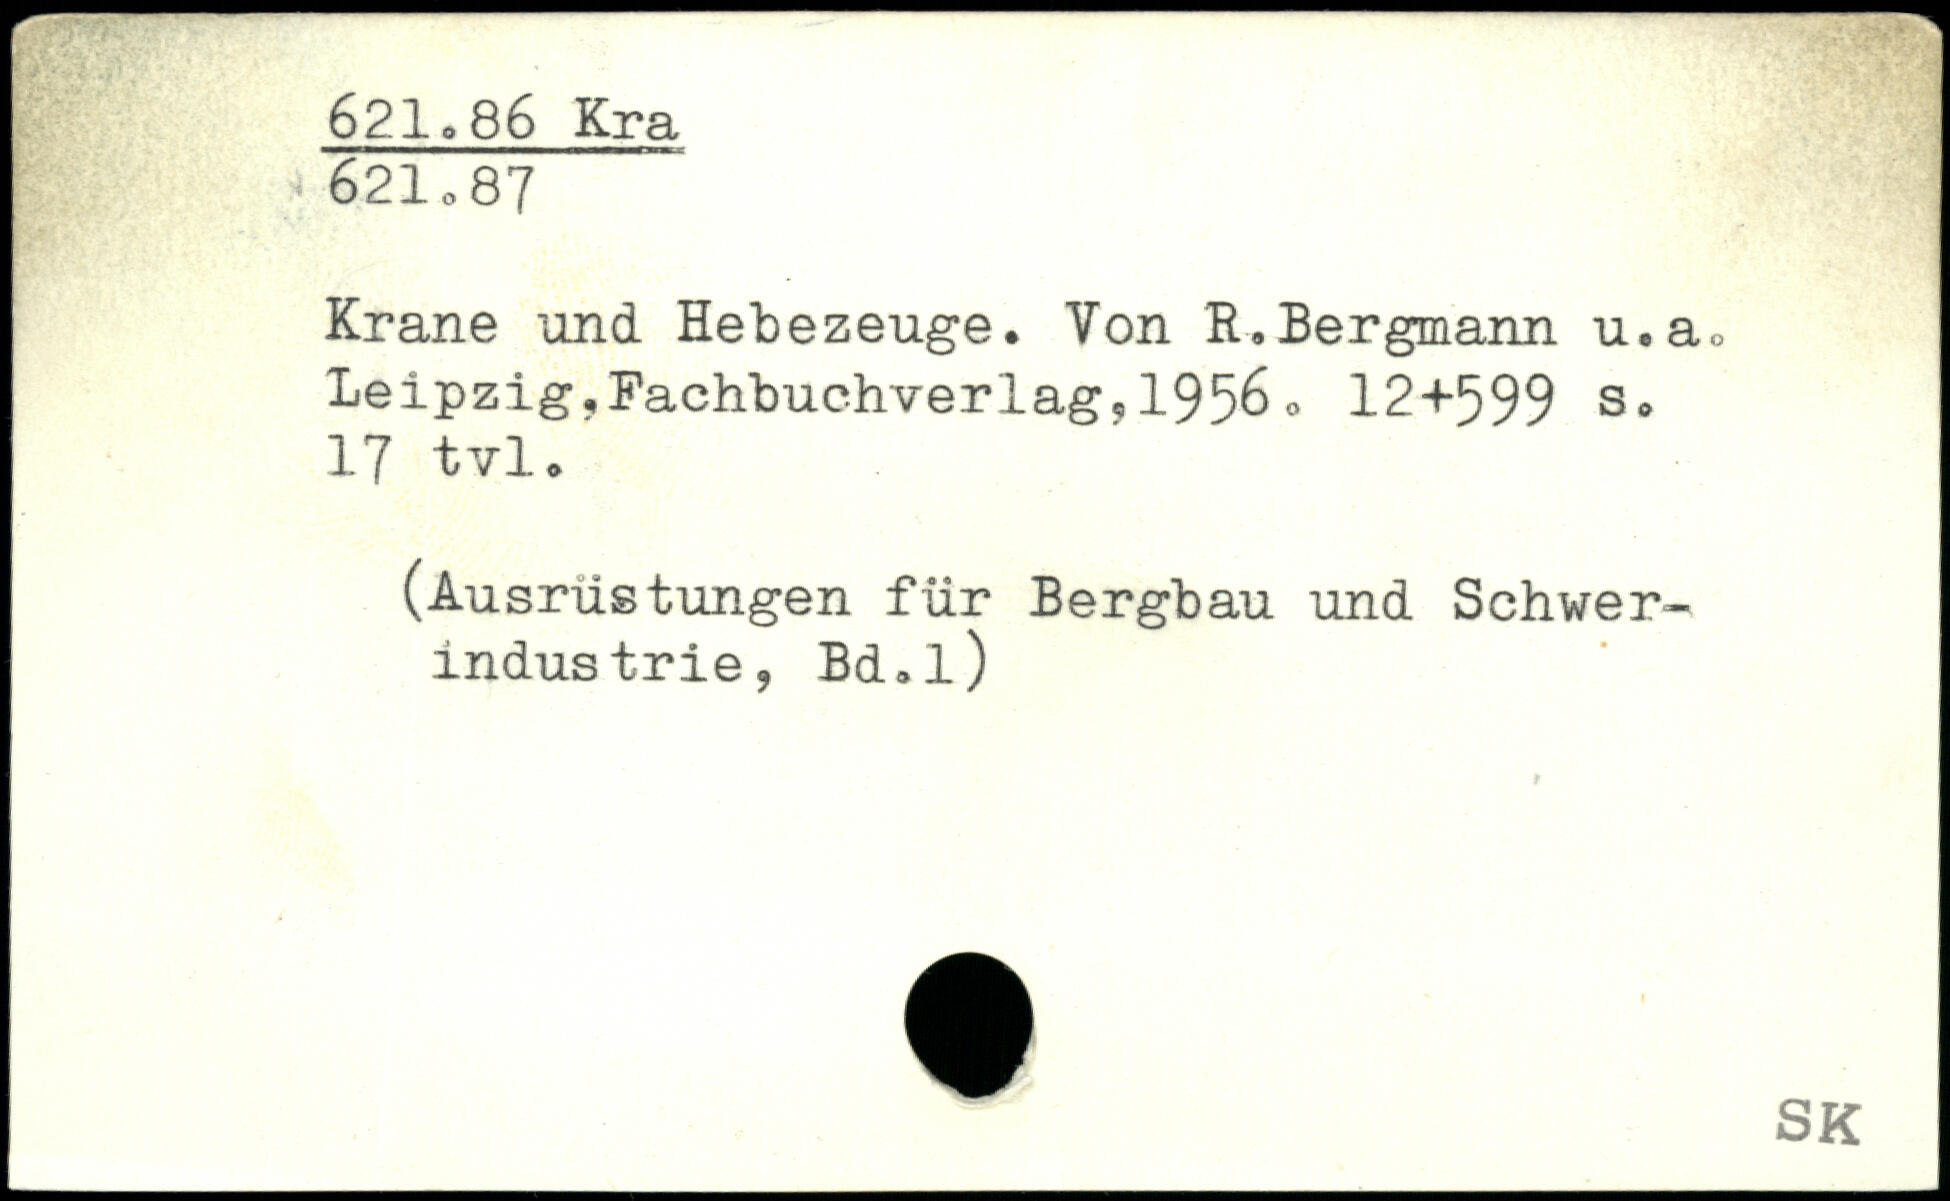 621.86 Kra
621.87
Krane und Hebezeuge. Von R.Bergmann u.a.
Leipzig,Fachbuchverlag,1956. 12+599 s.
17 tvl.
(Ausrüstungen für Bergbau und Schwer-
industrie, Bd.1)
SK